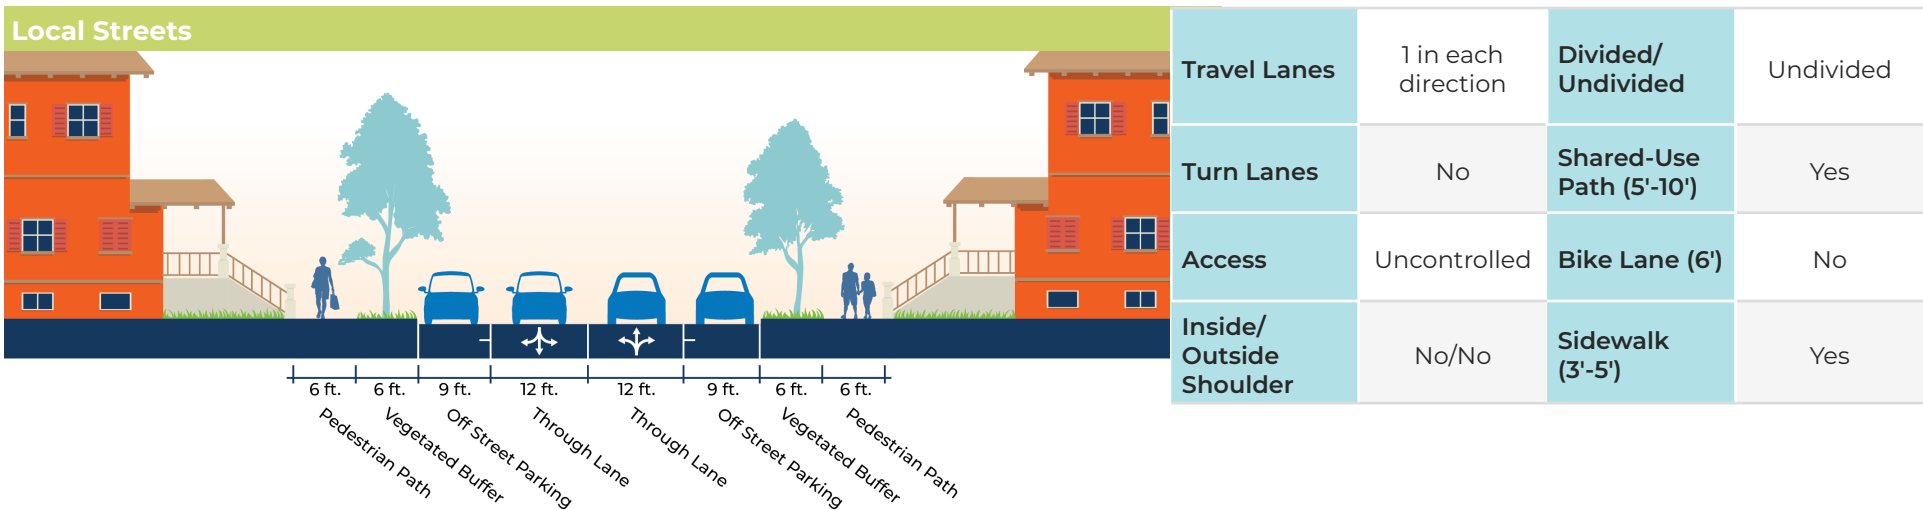 Local Streets
Travel Lanes
1 in each
direction
Divided/
Undivided
Undivided
Turn Lanes
No
Shared-Use
Path (5'-10')
Yes
Access
Uncontrolled
Bike Lane (6')
No
Inside/
Outside
Shoulder
No/No
Sidewalk
(3'-5')
Yes
6 ft.
6 ft.
9 ft.
12 ft.
12 ft.
9 ft.
6 ft.
6 ft.
Pedestrian Path
Vegetated Buffer
Off Street Parking
Through Lane
Through Lane
Off Street Parking
Vegetated Buffer
Pedestrian Path